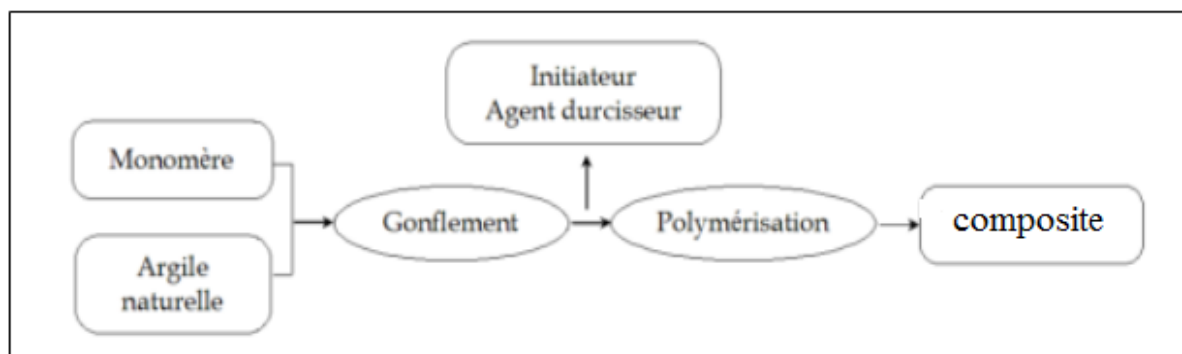 Initiateur
Agent durcisseur
Monomère
Gonflement
Polymérisation
composite
Argile
naturelle